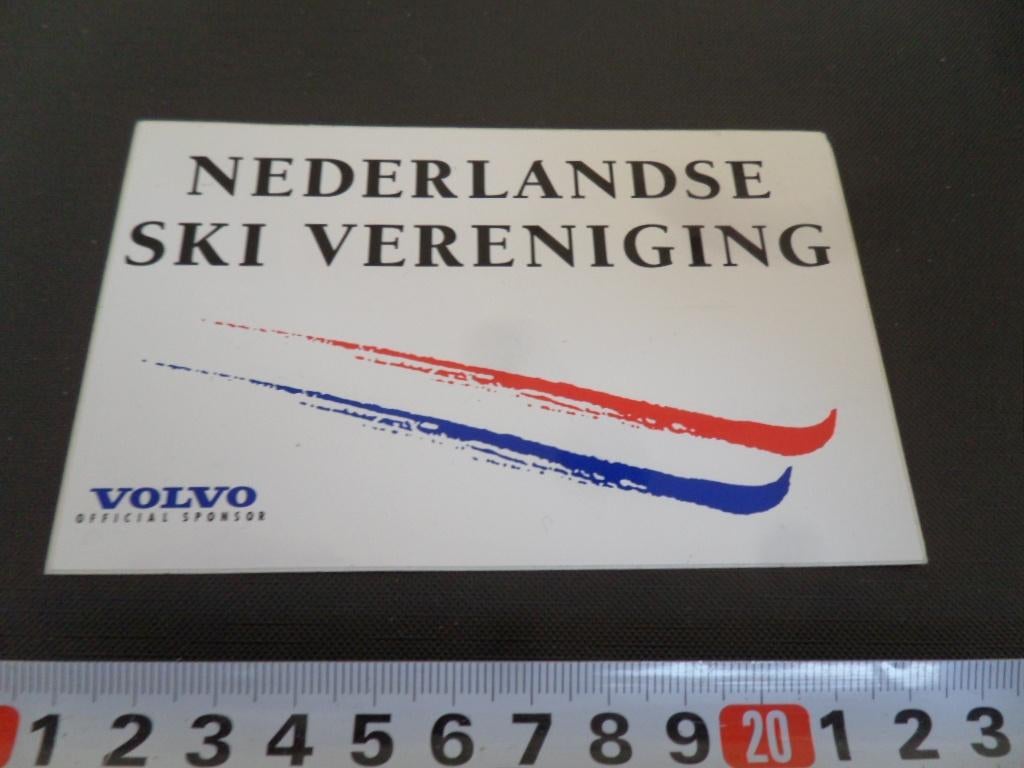 NEDERLANDSE
SKI VERENIGING
VOLVO
OFFICIAL SPONSOR
1 2 3 4 5 6 7 8 9 20 1 2 3